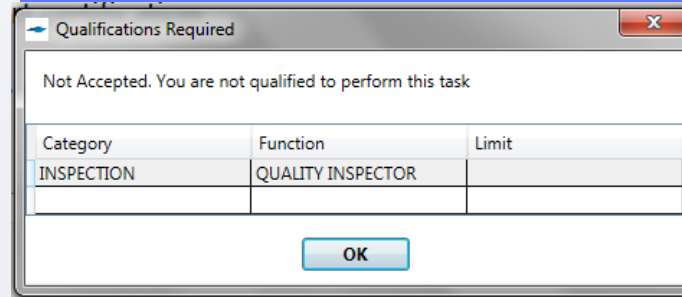 Qualifications Required
Not Accepted. You are not qualified to perform this task
Category Function Limit
INSPECTION QUALITY INSPECTOR
OK